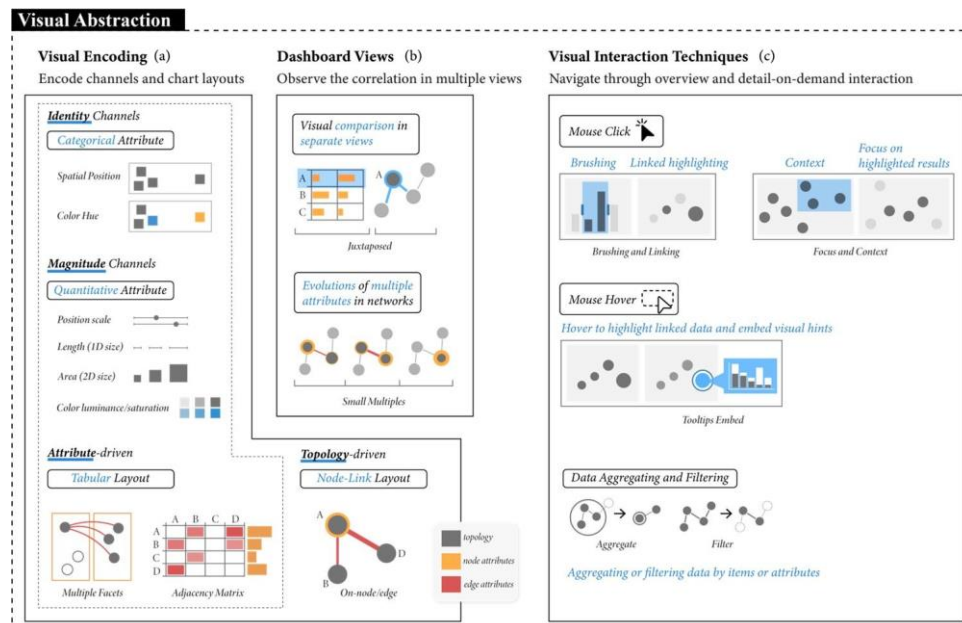 Visual Abstraction
Visual Encoding (a)
Encode channels and chart layouts
Identity Channels
Categorical Attribute
Spatial Position
Color Hue
Magnitude Channels
Quantitative Attribute
Position scale
Length (1D size)
Area (2D size)
Color luminance/saturation
Attribute-driven
Tabular Layout
Multiple Facets
A B C D
A
B
C
D
Adjacency Matrix
Topology-driven
Node-Link Layout
A
D
B
On-node/edge
topology
node attributes
edge attributes
Dashboard Views (b)
Observe the correlation in multiple views
Visual comparison in
separate views
A
B
C
A
Juxtaposed
Evolutions of multiple
attributes in networks
Small Multiples
Visual Interaction Techniques (c)
Navigate through overview and detail-on-demand interaction
Mouse Click
Brushing
Linked highlighting
Brushing and Linking
Context
Focus on
highlighted results
Focus and Context
Mouse Hover
Hover to highlight linked data and embed visual hints
Tooltips Embed
Data Aggregating and Filtering
Aggregate
Filter
Aggregating or filtering data by items or attributes